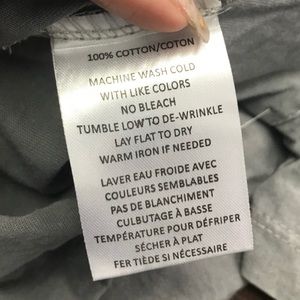 100% COTTON/COTON
MACHINE WASH COLD
WITH LIKE COLORS
NO BLEACH
TUMBLE LOW TO DE-WRINKLE
LAY FLAT TO DRY
WARM IRON IF NEEDED
LAVER EAU FROIDE AVEC
COULEURS SEMBLABLES
PAS DE BLANCHIMENT
CULBUTAGE À BASSE
TEMPÉRATURE POUR DÉFRIPER
SÉCHER À PLAT
FER TIÈDE SI NÉCESSAIRE